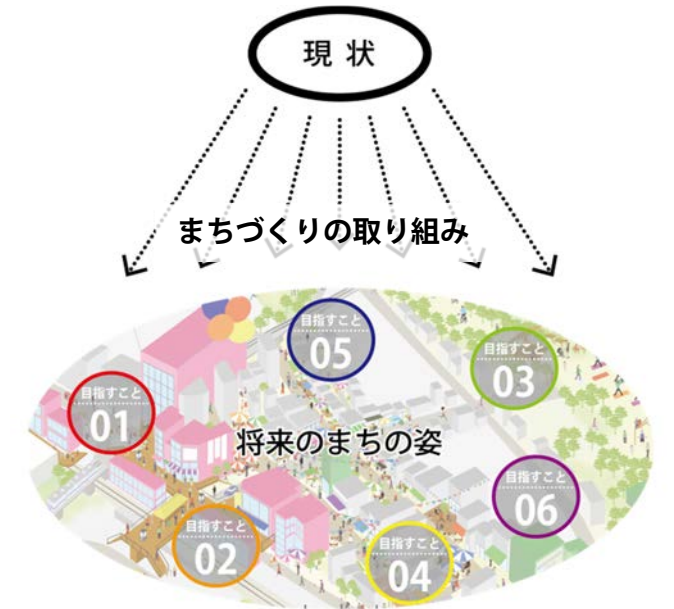 現 状
まちづくりの取り組み
目指すこと
05
目指すこと
03
目指すこと
01
将来のまちの姿
目指すこと
06
目指すこと
02
目指すこと
04